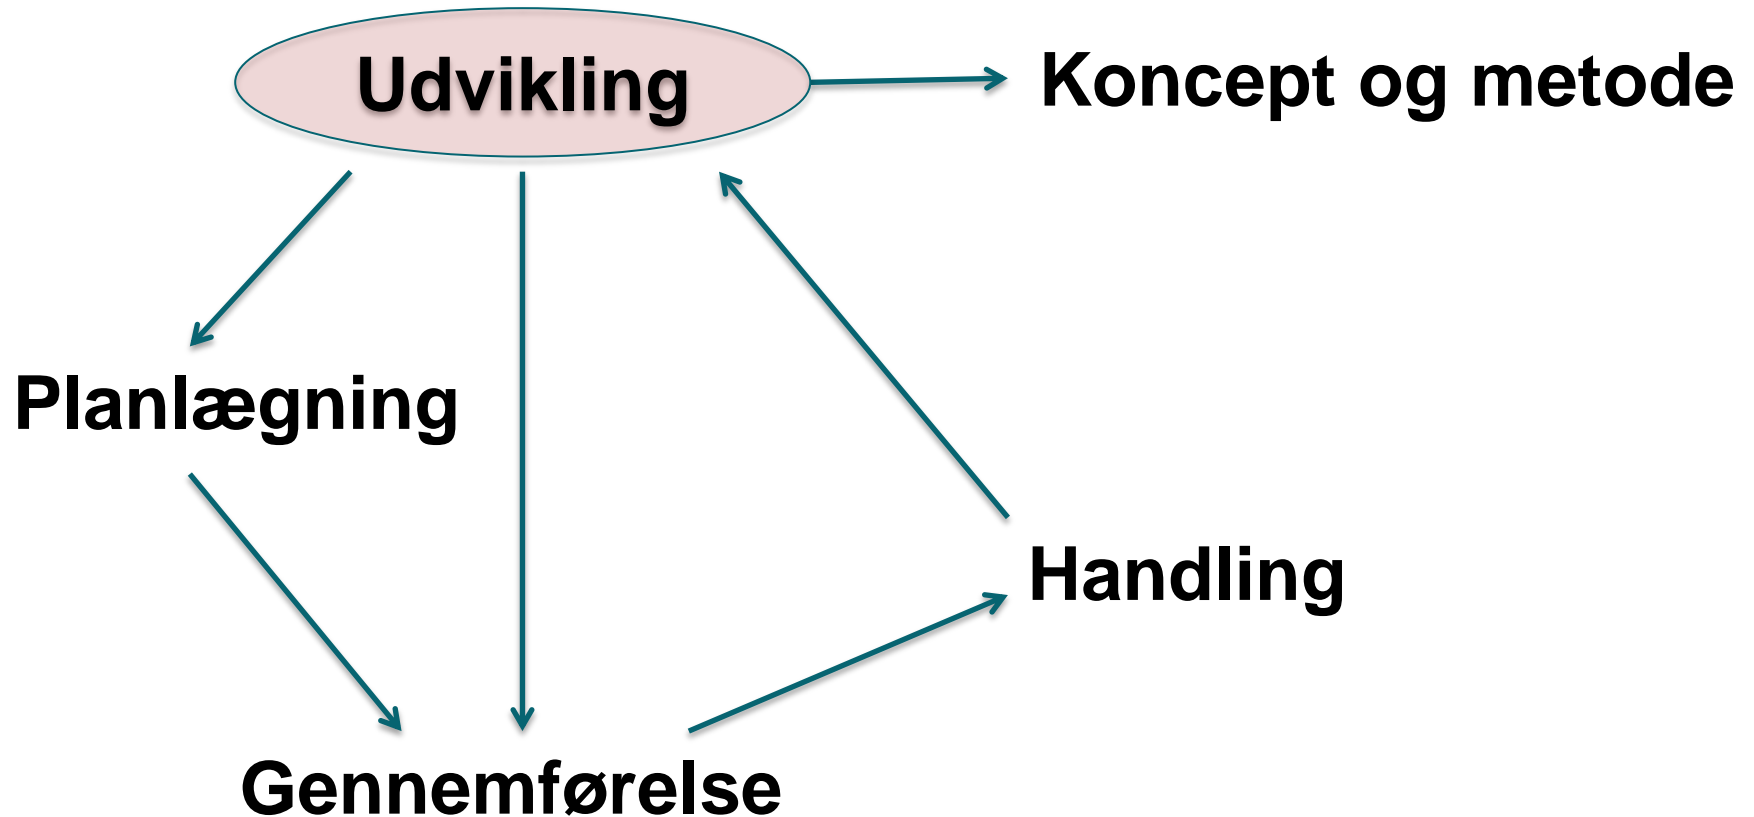 Udvikling
Koncept og metode
Planlægning
Handling
Gennemførelse